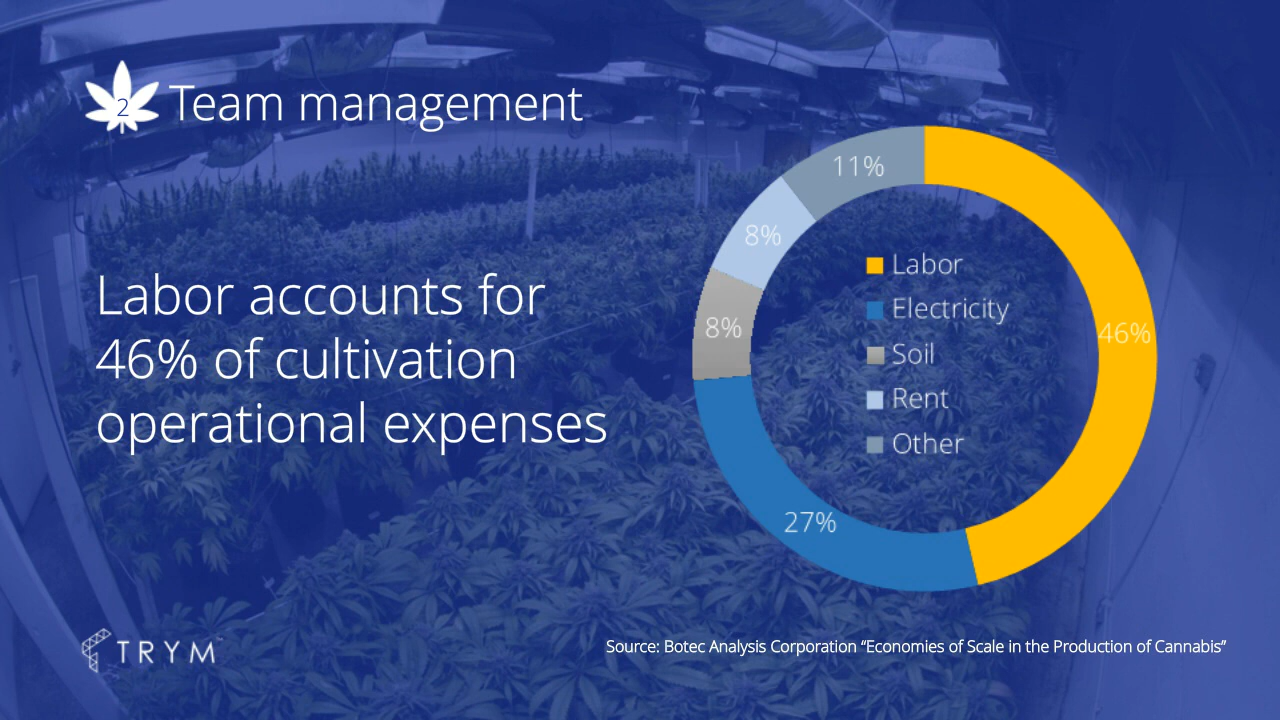 2
Team management
Labor accounts for
46% of cultivation
operational expenses
11%
8%
8%
27%
46%
Labor
Electricity
Soil
Rent
Other
TRYM
Source: Botec Analysis Corporation “Economies of Scale in the Production of Cannabis”